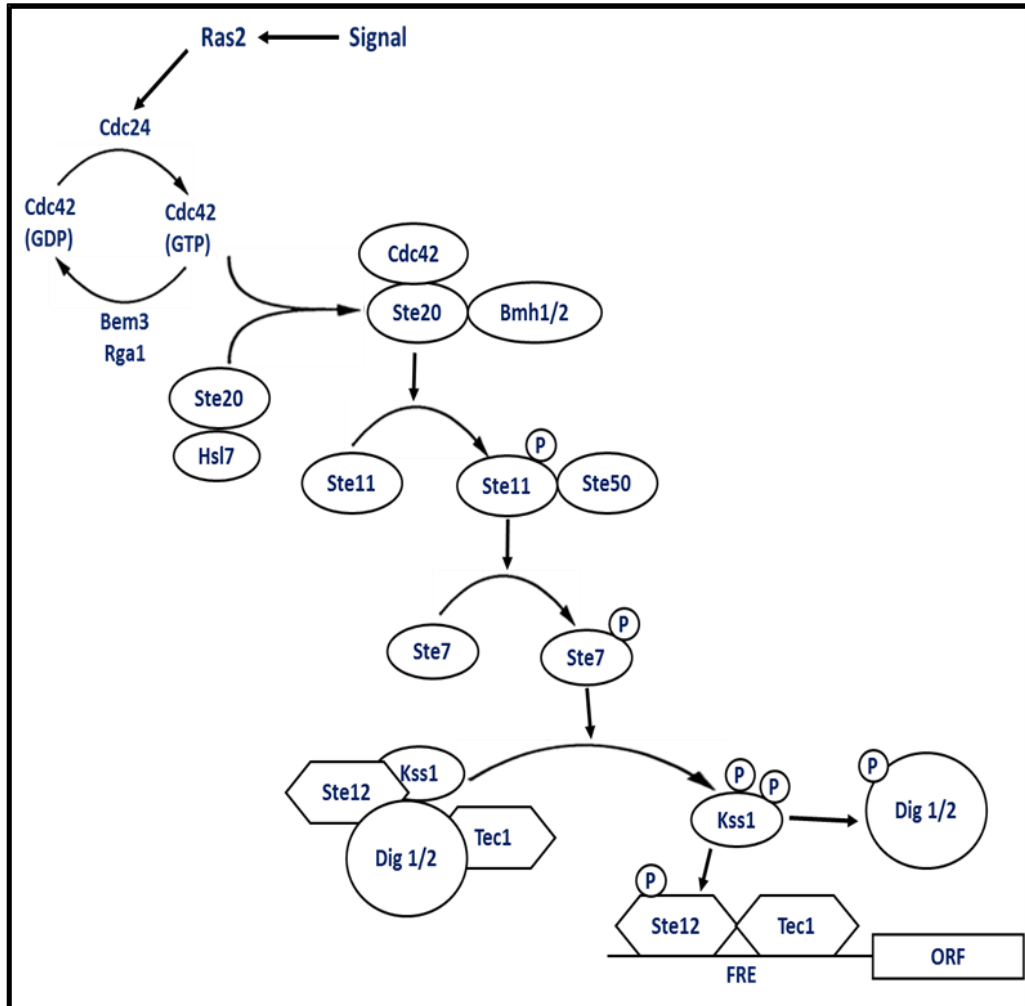 Ras2
Signal
Cdc24
Cdc42
(GDP)
Cdc42
(GTP)
Bem3
Rga1
Cdc42
Ste20
Bmh1/2
Ste20
Hsl7
Ste11
P
Ste11
Ste50
Ste7
P
Ste7
Kss1
Ste12
Dig 1/2
Tec1
P
P
Kss1
P
Dig 1/2
P
Ste12
Tec1
FRE
ORF